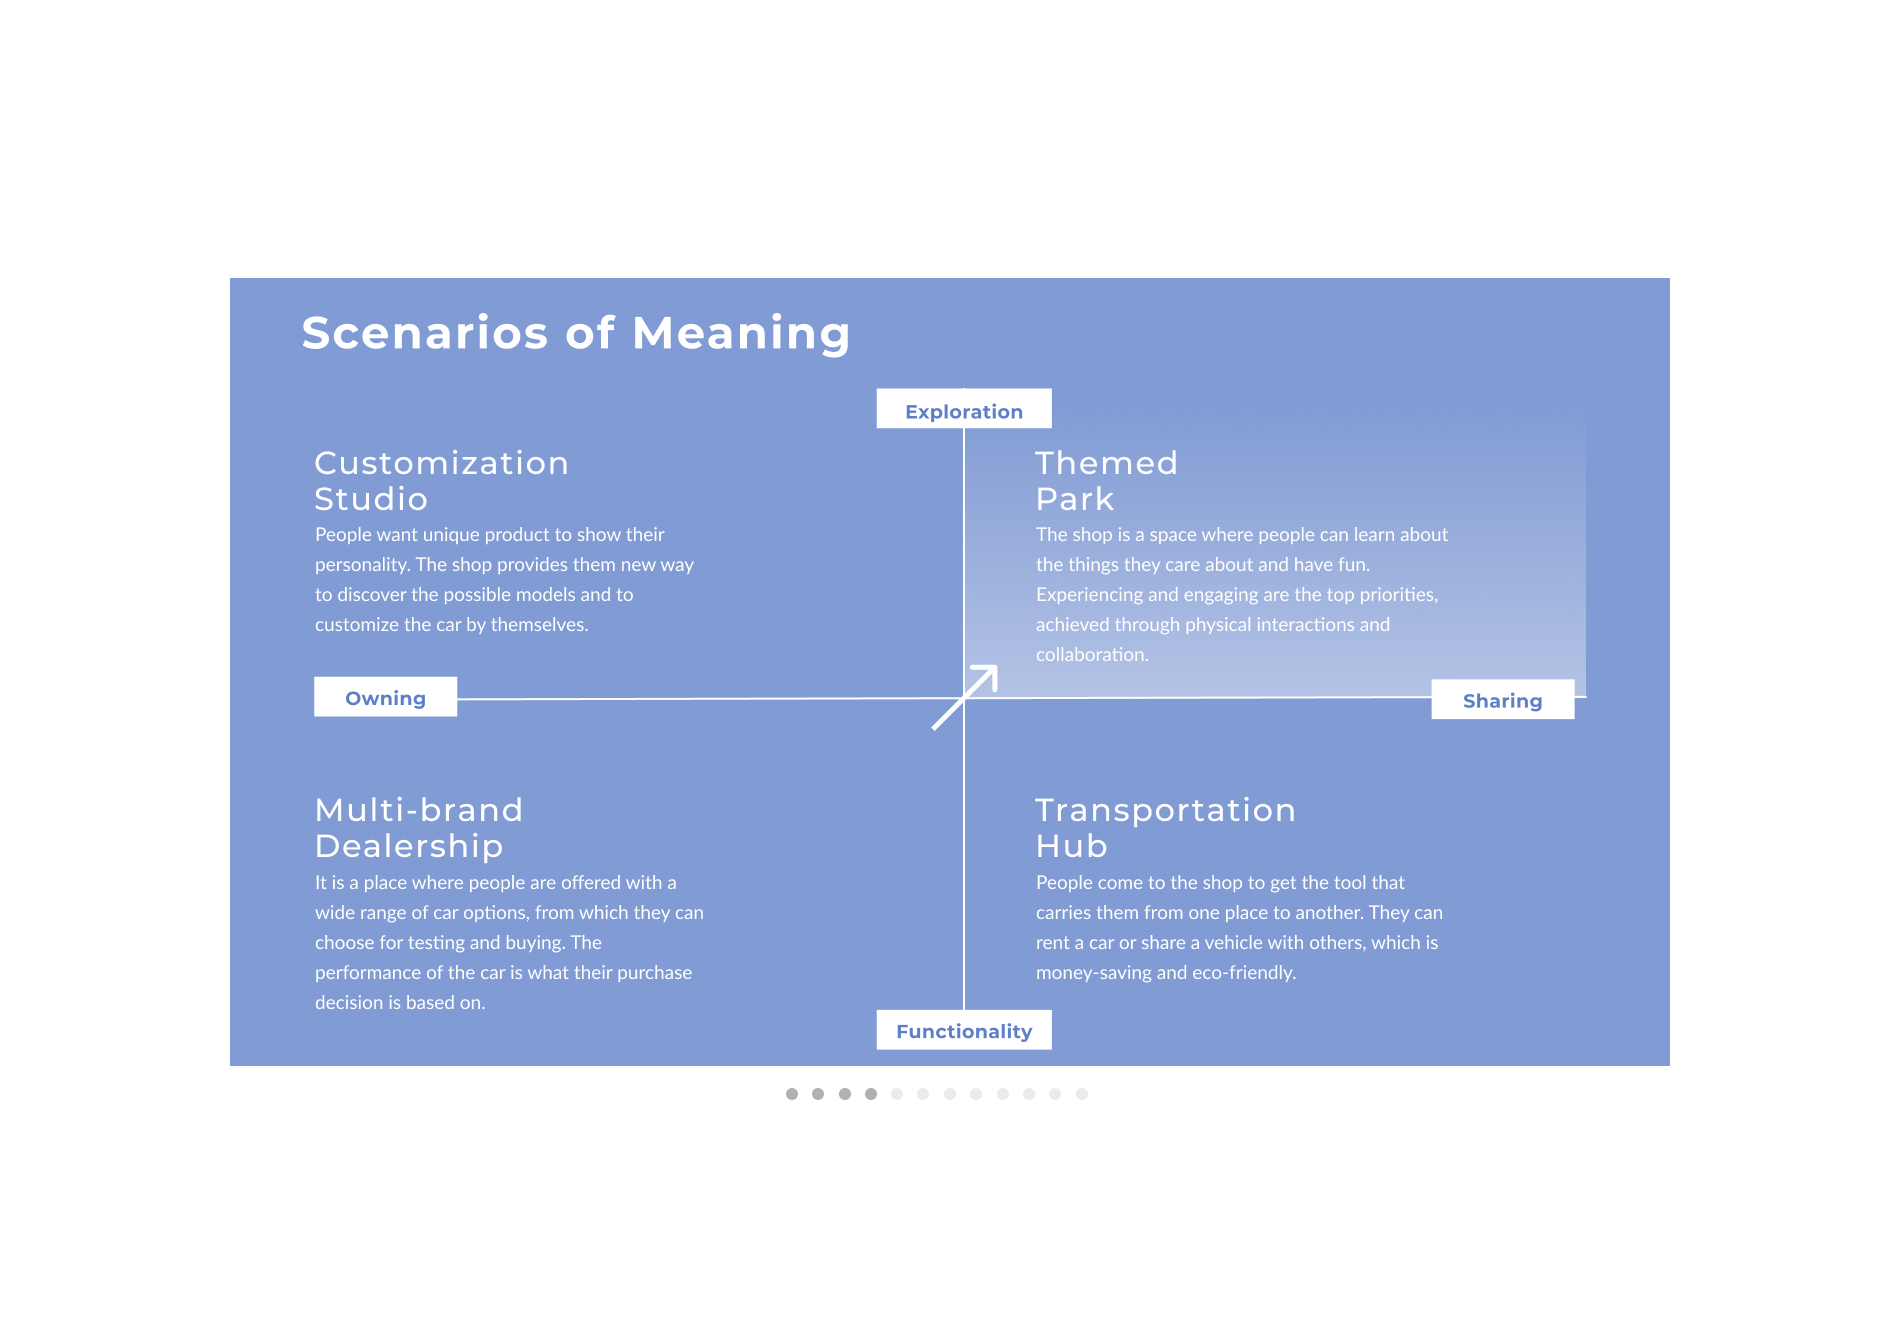 Scenarios of Meaning
Exploration
Customization
Studio
People want unique product to show their
personality. The shop provides them new way
to discover the possible models and to
customize the car by themselves.
Themed
Park
The shop is a space where people can learn about
the things they care about and have fun.
Experiencing and engaging are the top priorities,
achieved through physical interactions and
collaboration.
Owning
Sharing
Multi-brand
Dealership
It is a place where people are offered with a
wide range of car options, from which they can
choose for testing and buying. The
performance of the car is what their purchase
decision is based on.
Transportation
Hub
People come to the shop to get the tool that
carries them from one place to another. They can
rent a car or share a vehicle with others, which is
money-saving and eco-friendly.
Functionality